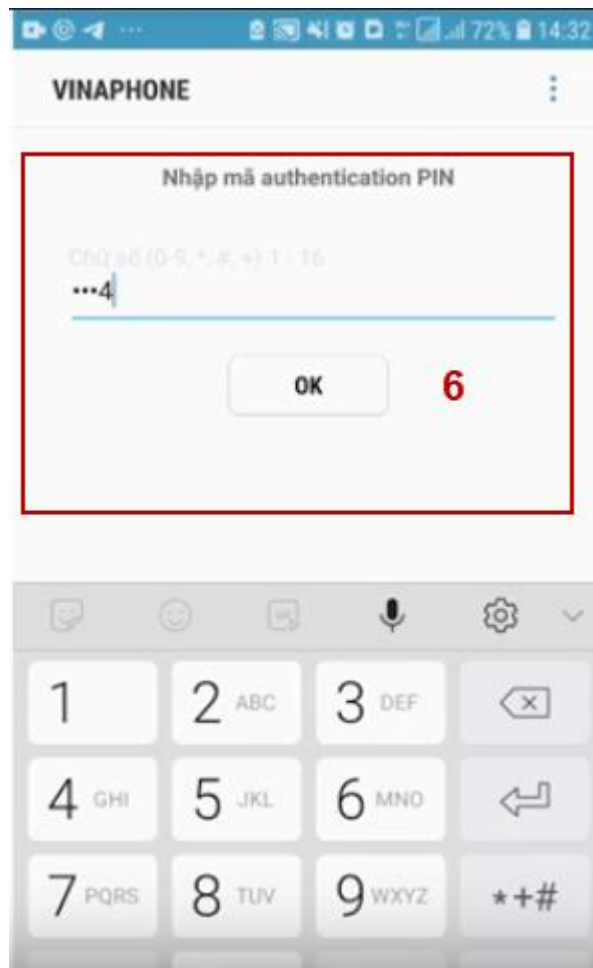 72% 14:32
VINAPHONE
Nhập mã authentication PIN
Chữ số (0-9, *, #, +) 1 - 16
•••4
OK
6
1
2 ABC
3 DEF
4 GHI
5 JKL
6 MNO
7 PQRS
8 TUV
9 WXYZ
*+#